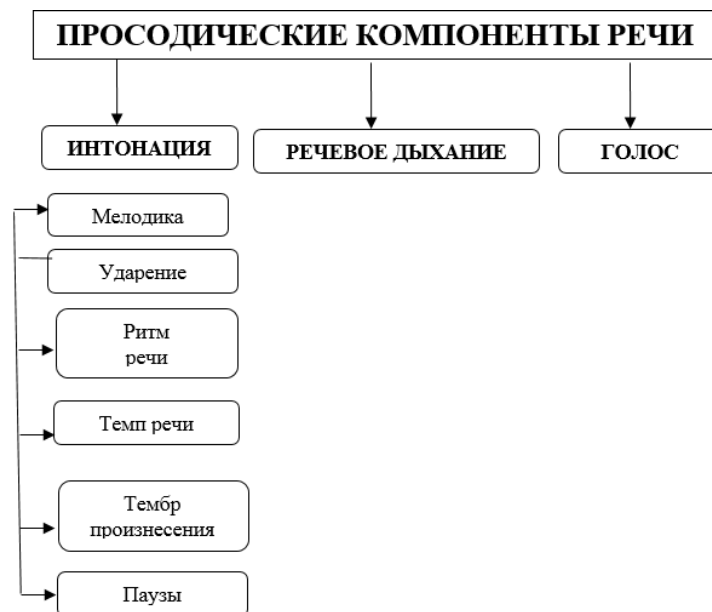 ПРОСОДИЧЕСКИЕ КОМПОНЕНТЫ РЕЧИ
ИНТОНАЦИЯ
РЕЧЕВОЕ ДЫХАНИЕ
ГОЛОС
Мелодика
Ударение
Ритм
речи
Темп речи
Тембр
произнесения
Паузы